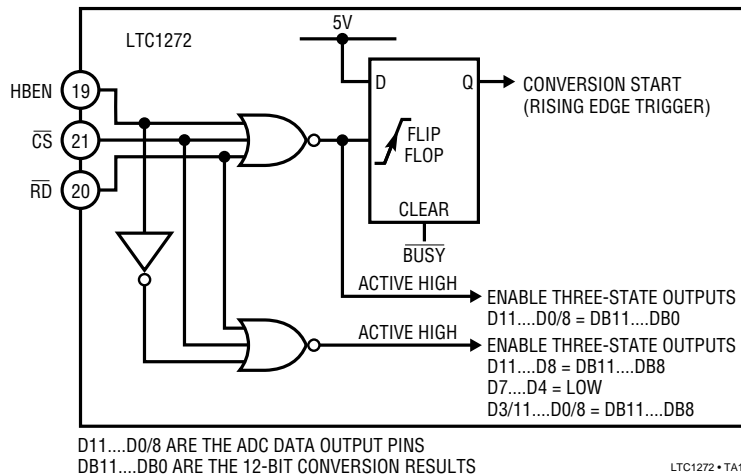 5V
LTC1272
HBEN 19
D Q CONVERSION START
(RISING EDGE TRIGGER)
C̅S̅ 21
FLIP
FLOP
R̅D̅ 20
CLEAR
B̅U̅S̅Y̅
ACTIVE HIGH
ENABLE THREE-STATE OUTPUTS
D11....D0/8 = DB11....DB0
ACTIVE HIGH
ENABLE THREE-STATE OUTPUTS
D11....D8 = DB11....DB8
D7....D4 = LOW
D3/11....D0/8 = DB11....DB8
D11....D0/8 ARE THE ADC DATA OUTPUT PINS
DB11....DB0 ARE THE 12-BIT CONVERSION RESULTS
LTC1272 • TA1